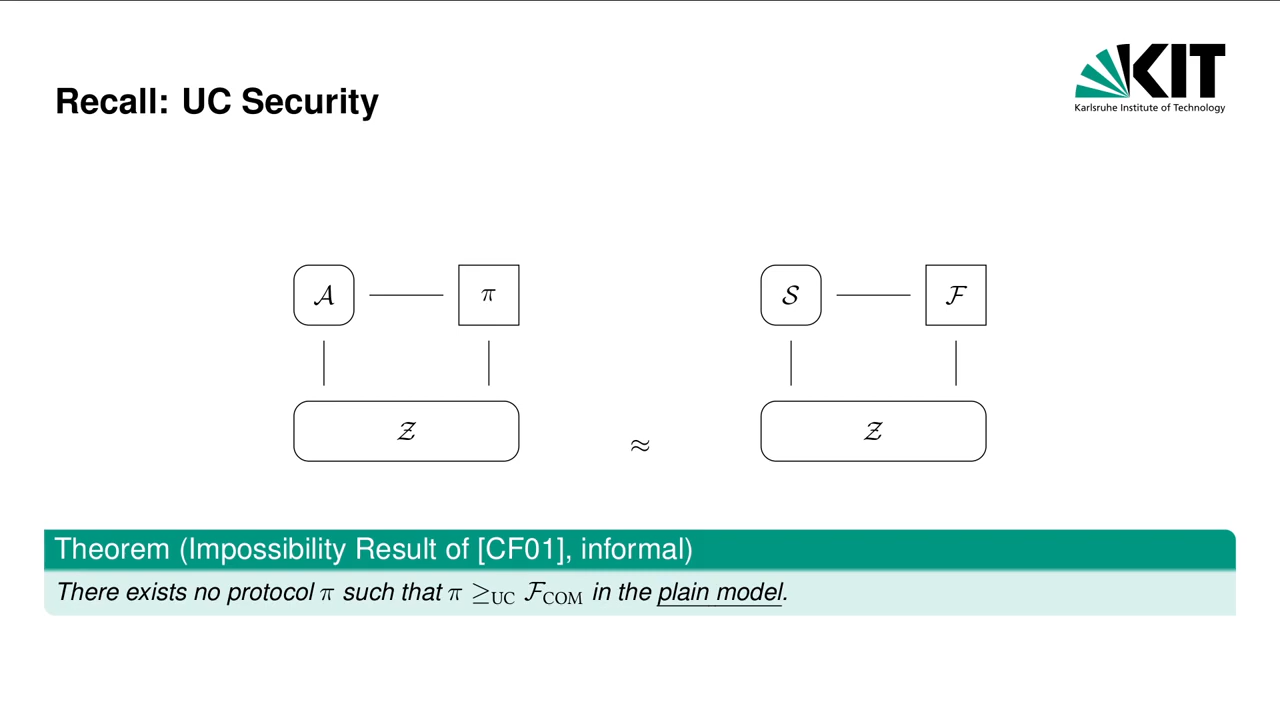 Recall: UC Security
KIT
Karlsruhe Institute of Technology
𝒜 π 𝒮 ℱ
𝒵 ≈ 𝒵
Theorem (Impossibility Result of [CF01], informal)
There exists no protocol π such that π ≥UC ℱCOM in the plain model.